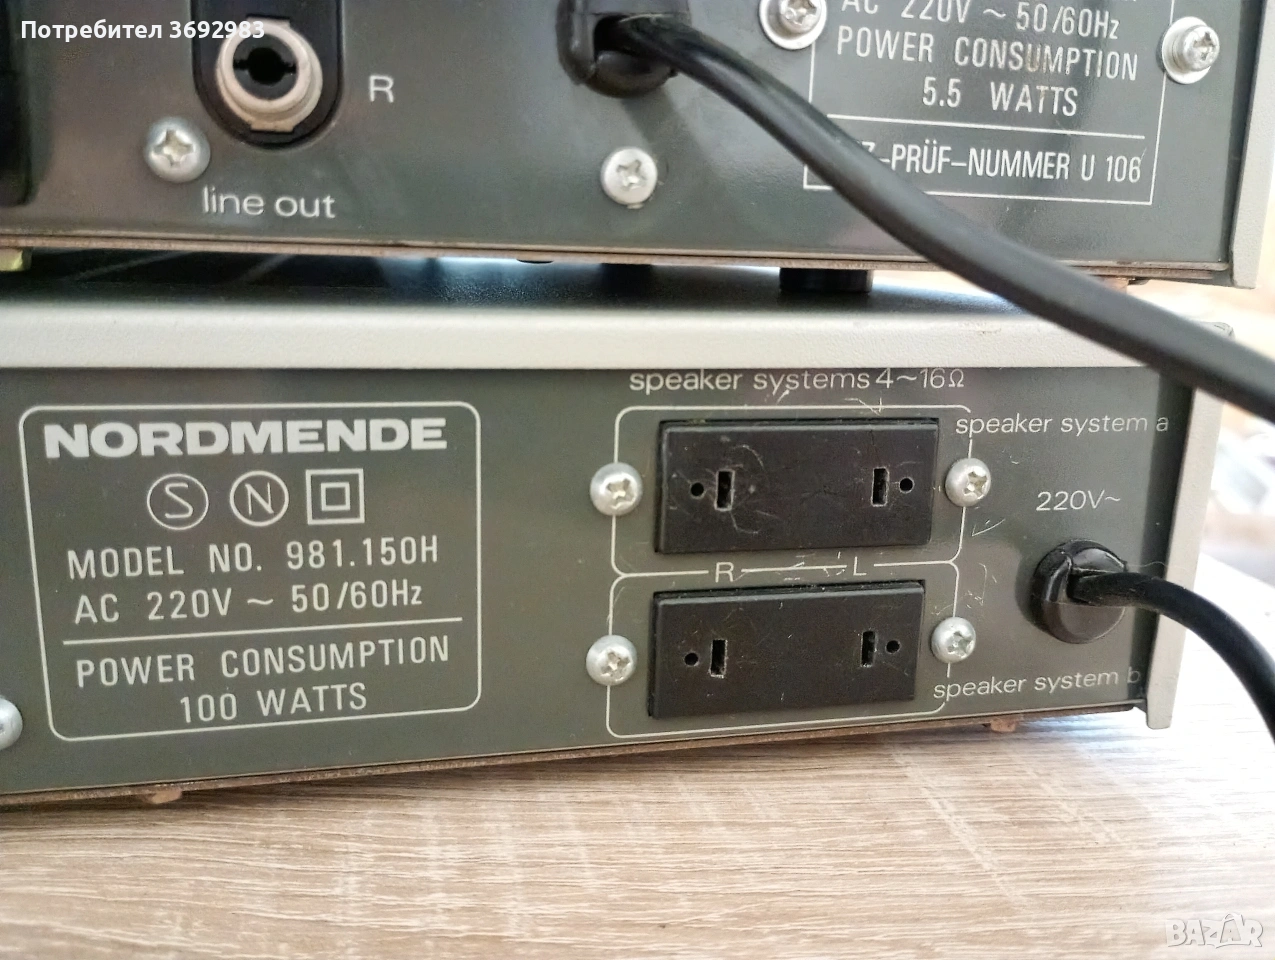 Потребител 3692983
AC 220V ~ 50/60Hz
POWER CONSUMPTION
5.5 WATTS
-PRÜF-NUMMER U 106
R
line out
speaker systems 4~16Ω
speaker system a
NORDMENDE
S N
220V~
MODEL NO. 981.150H
AC 220V ~ 50/60Hz
R L
POWER CONSUMPTION
100 WATTS
speaker system b
BAZAR